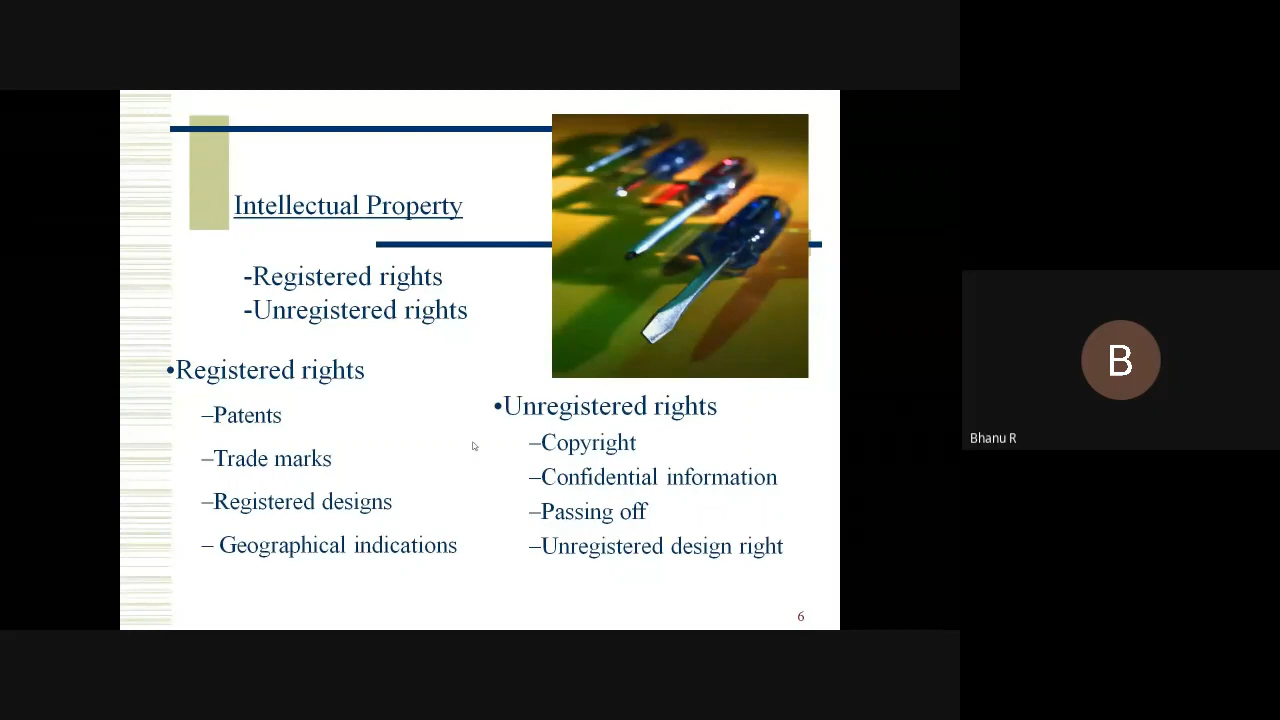 Intellectual Property
-Registered rights
-Unregistered rights
•Registered rights
–Patents
–Trade marks
–Registered designs
– Geographical indications
•Unregistered rights
–Copyright
–Confidential information
–Passing off
–Unregistered design right
6
B
Bhanu R